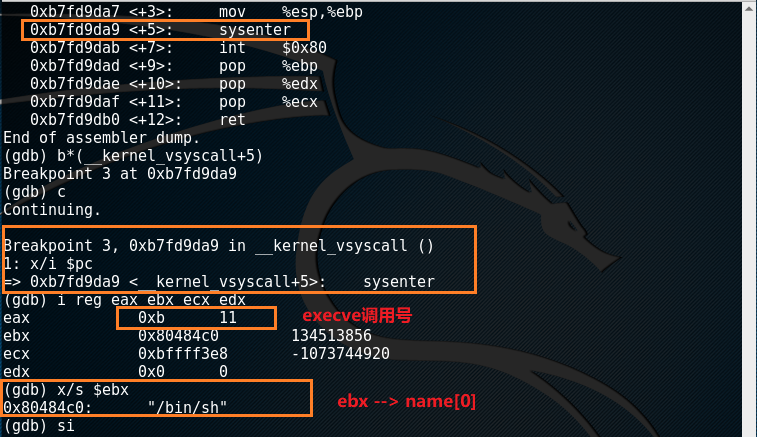 0xb7fd9da7 <+3>: mov %esp,%ebp
0xb7fd9da9 <+5>: sysenter
0xb7fd9dab <+7>: int $0x80
0xb7fd9dad <+9>: pop %ebp
0xb7fd9dae <+10>: pop %edx
0xb7fd9daf <+11>: pop %ecx
0xb7fd9db0 <+12>: ret
End of assembler dump.
(gdb) b*(__kernel_vsyscall+5)
Breakpoint 3 at 0xb7fd9da9
(gdb) c
Continuing.
Breakpoint 3, 0xb7fd9da9 in __kernel_vsyscall ()
1: x/i $pc
=> 0xb7fd9da9 <__kernel_vsyscall+5>: sysenter
(gdb) i reg eax ebx ecx edx
eax 0xb 11 execve调用号
ebx 0x80484c0 134513856
ecx 0xbffff3e8 -1073744920
edx 0x0 0
(gdb) x/s $ebx
0x80484c0: "/bin/sh" ebx --> name[0]
(gdb) si